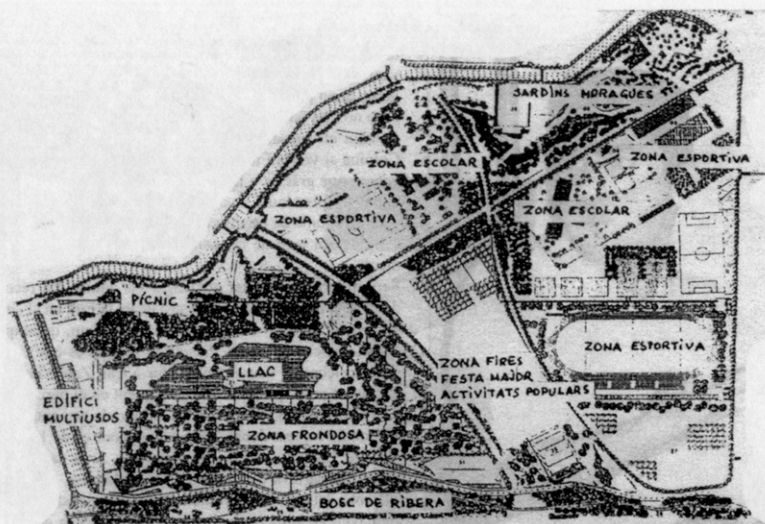 JARDINS MORAGUES
ZONA ESCOLAR
ZONA ESPORTIVA
ZONA ESPORTIVA
ZONA ESCOLAR
PÍCNIC
ZONA ESPORTIVA
ZONA FIRES
FESTA MAJOR
ACTIVITATS POPULARS
LLAC
EDIFICI
MULTIUSOS
ZONA FRONDOSA
BOSC DE RIBERA